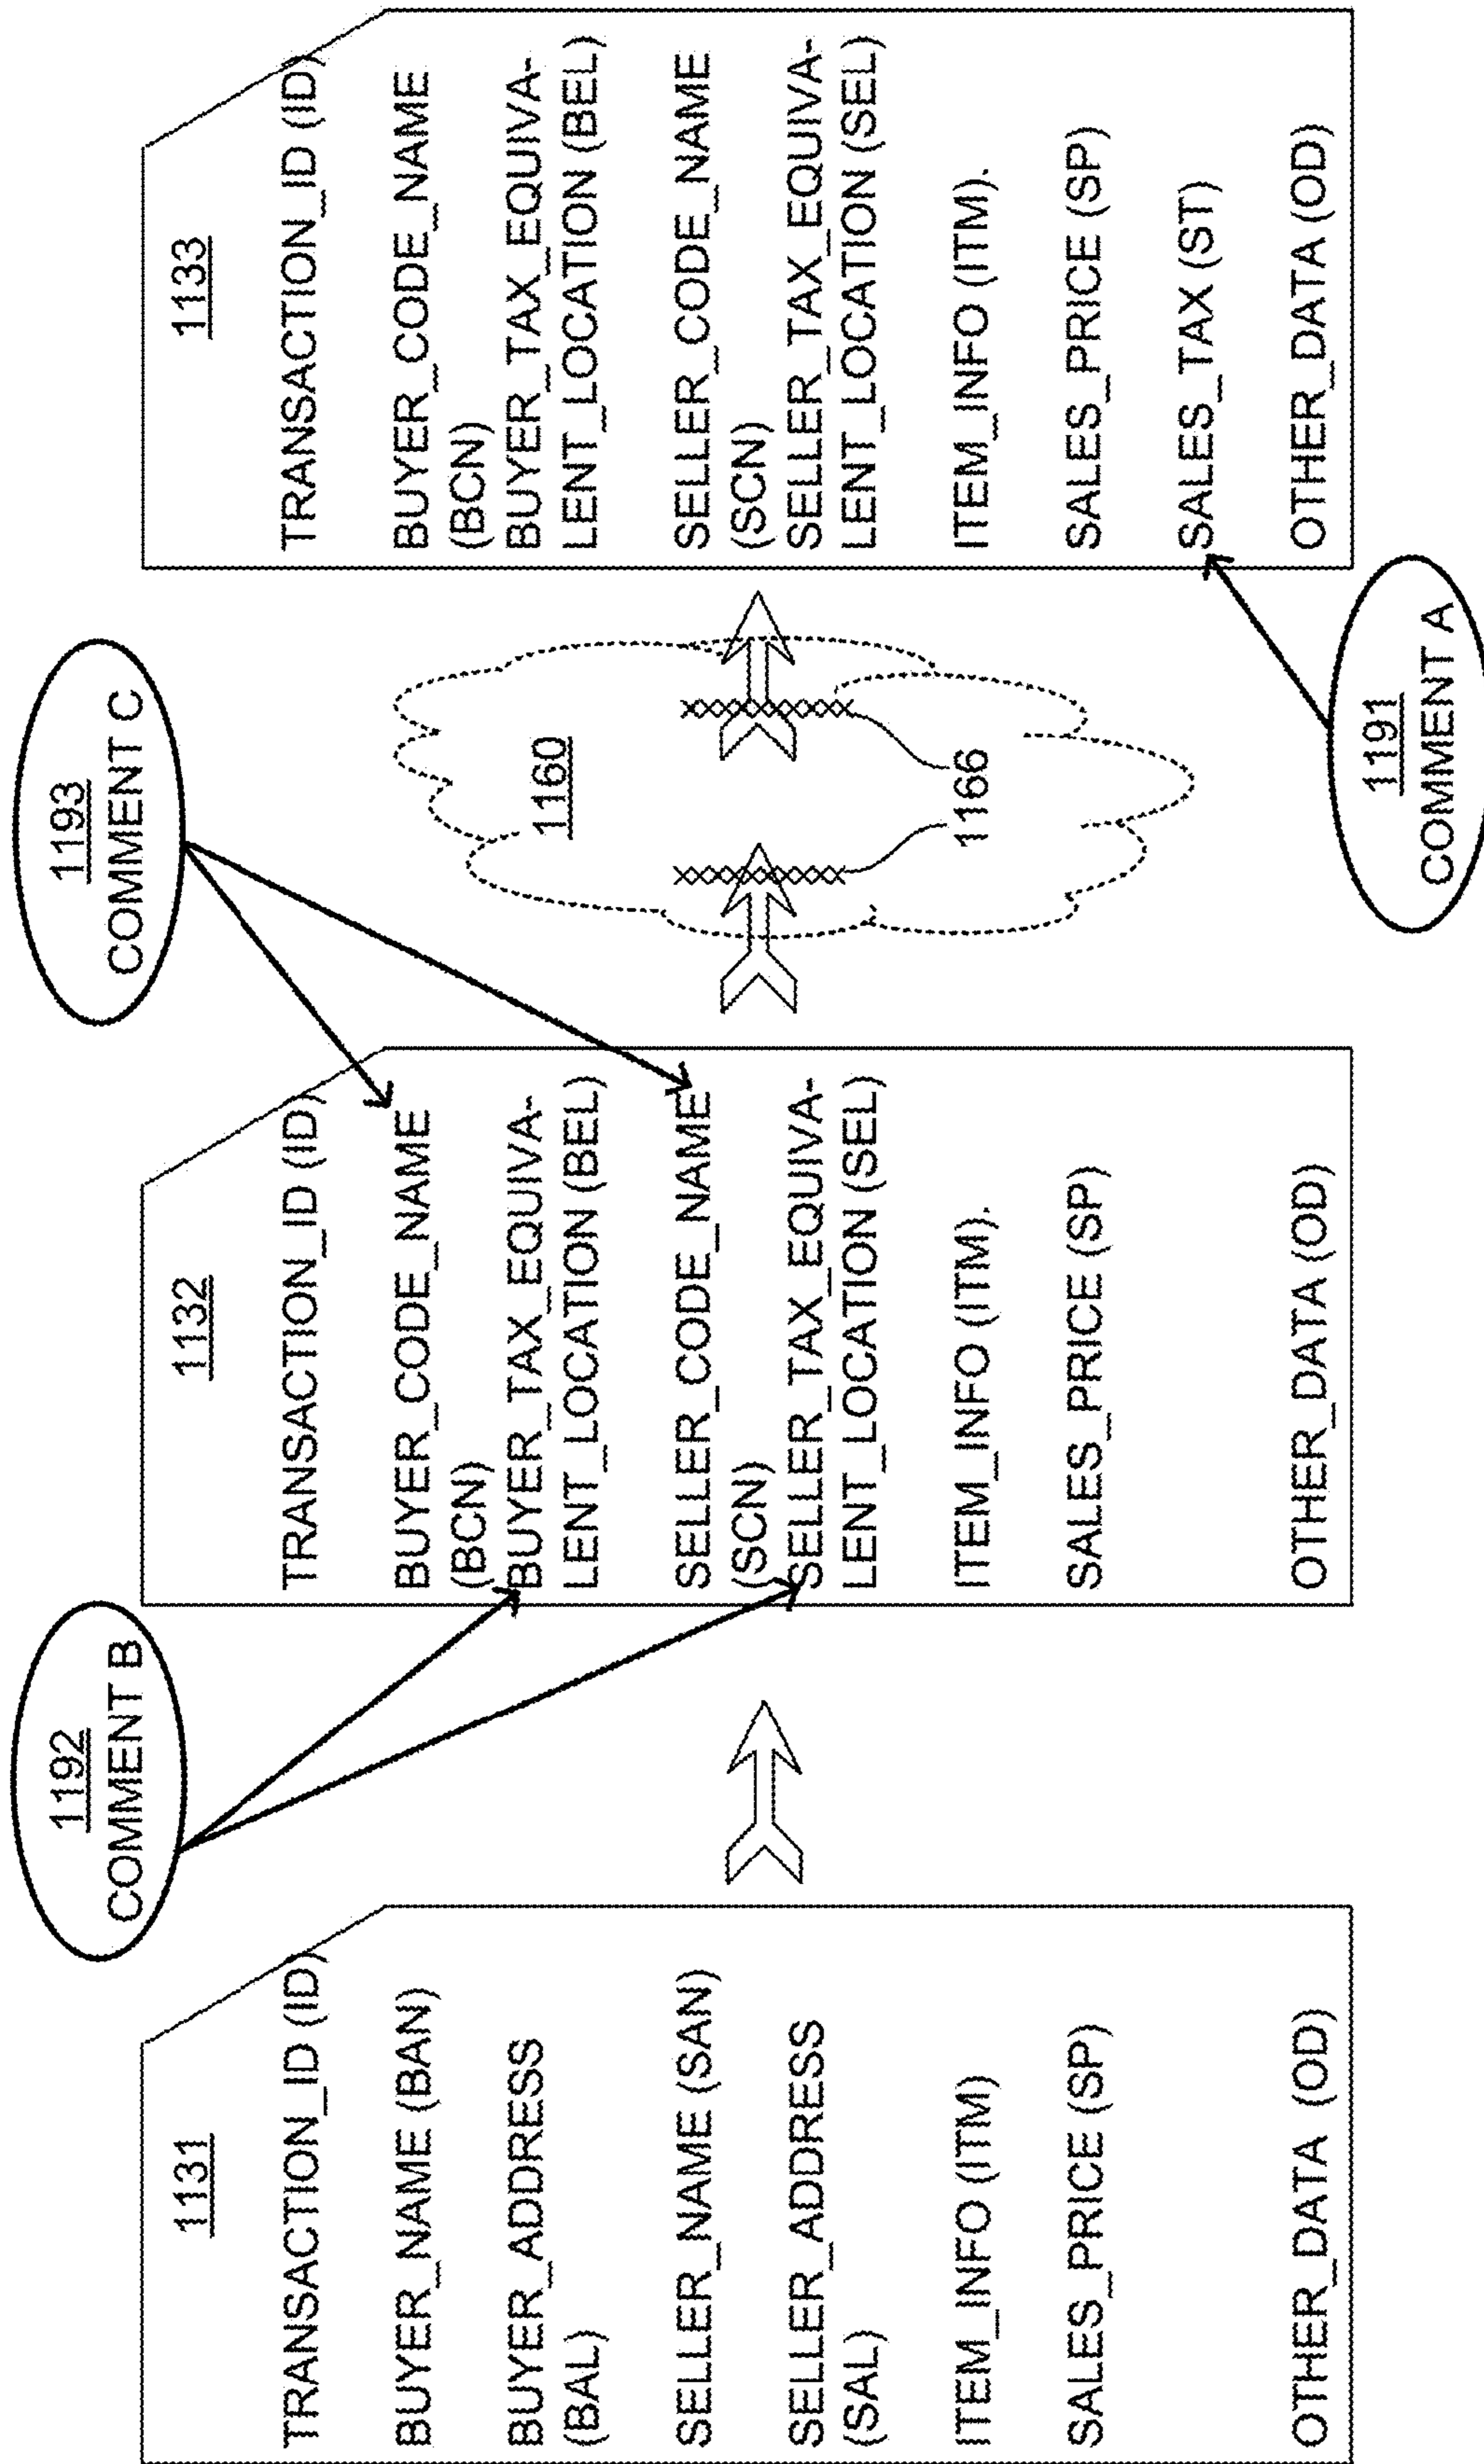 1192
COMMENT B
1193
COMMENT C
1131
TRANSACTION_ID (ID)
BUYER_NAME (BAN)
BUYER_ADDRESS
(BAL)
SELLER_NAME (SAN)
SELLER_ADDRESS
(SAL)
ITEM_INFO (ITM)
SALES_PRICE (SP)
OTHER_DATA (OD)
1132
TRANSACTION_ID (ID)
BUYER_CODE_NAME
(BCN)
BUYER_TAX_EQUIVA-
LENT_LOCATION (BEL)
SELLER_CODE_NAME
(SCN)
SELLER_TAX_EQUIVA-
LENT_LOCATION (SEL)
ITEM_INFO (ITM).
SALES_PRICE (SP)
OTHER_DATA (OD)
1160
1166
1133
TRANSACTION_ID (ID)
BUYER_CODE_NAME
(BCN)
BUYER_TAX_EQUIVA-
LENT_LOCATION (BEL)
SELLER_CODE_NAME
(SCN)
SELLER_TAX_EQUIVA-
LENT_LOCATION (SEL)
ITEM_INFO (ITM).
SALES_PRICE (SP)
SALES_TAX (ST)
OTHER_DATA (OD)
1191
COMMENT A